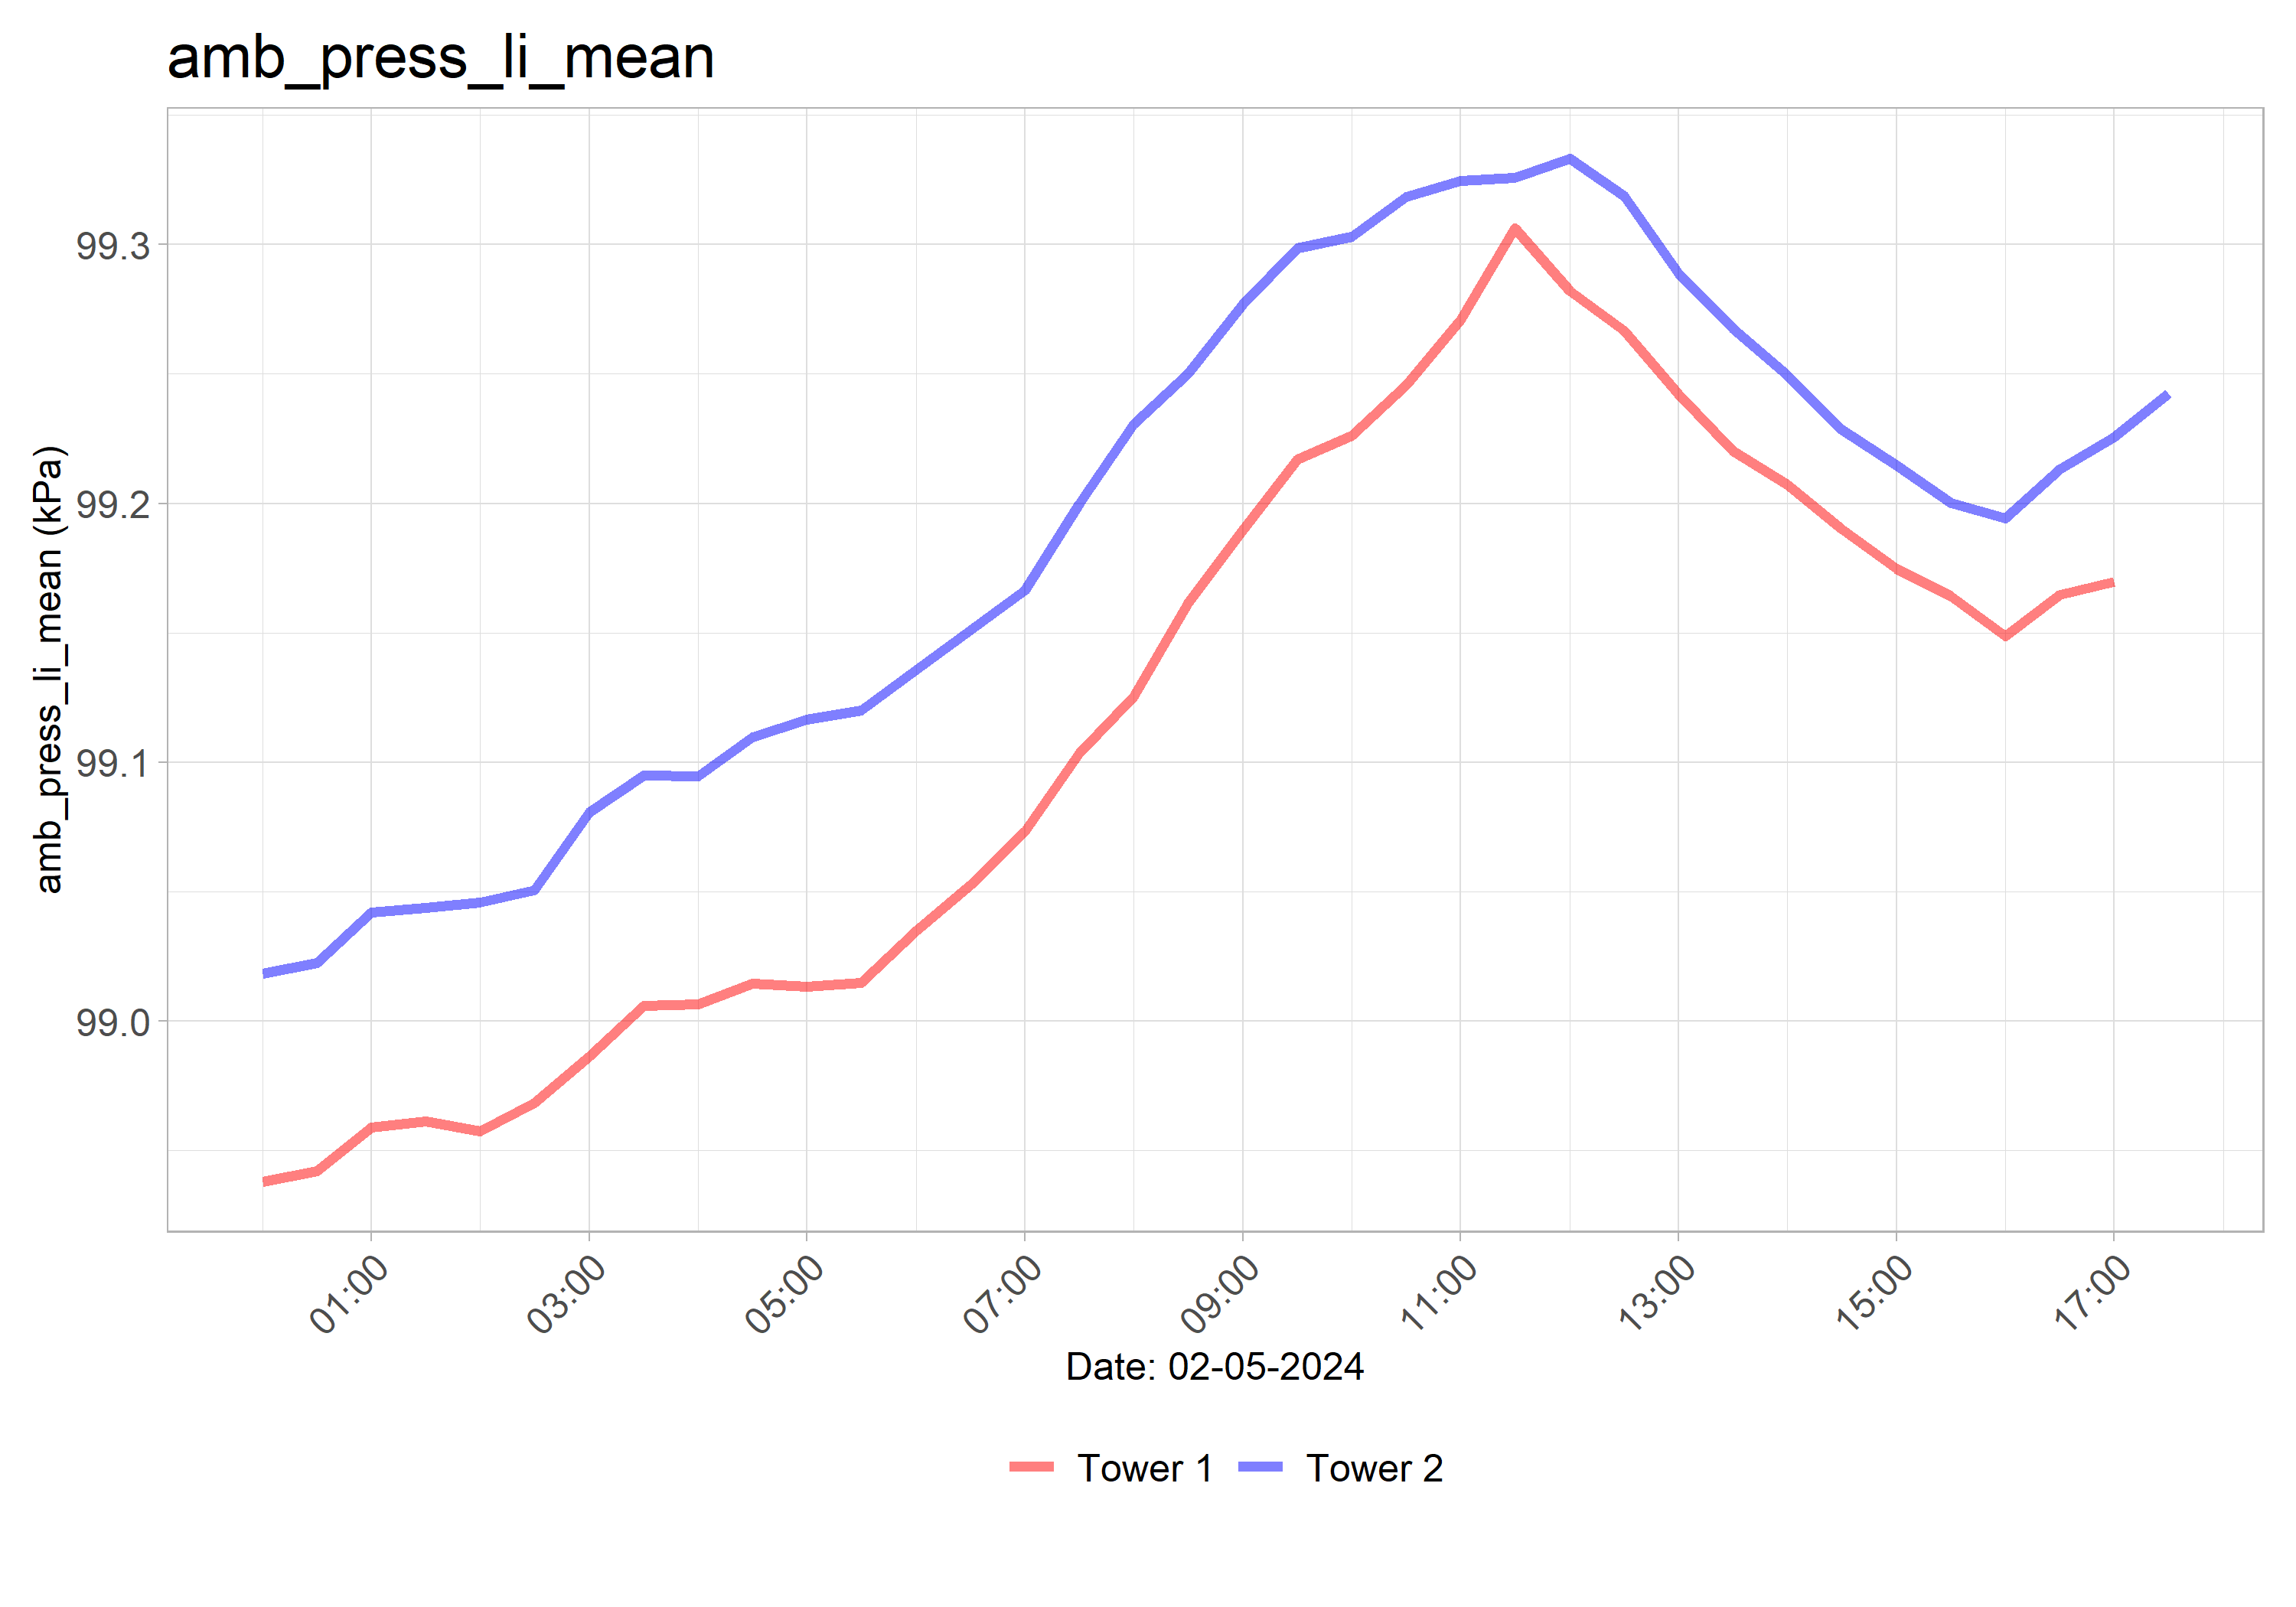 amb_press_li_mean
amb_press_li_mean (kPa)
99.3
99.2
99.1
99.0
01:00
03:00
05:00
07:00
09:00
11:00
13:00
15:00
17:00
Date: 02-05-2024
Tower 1
Tower 2